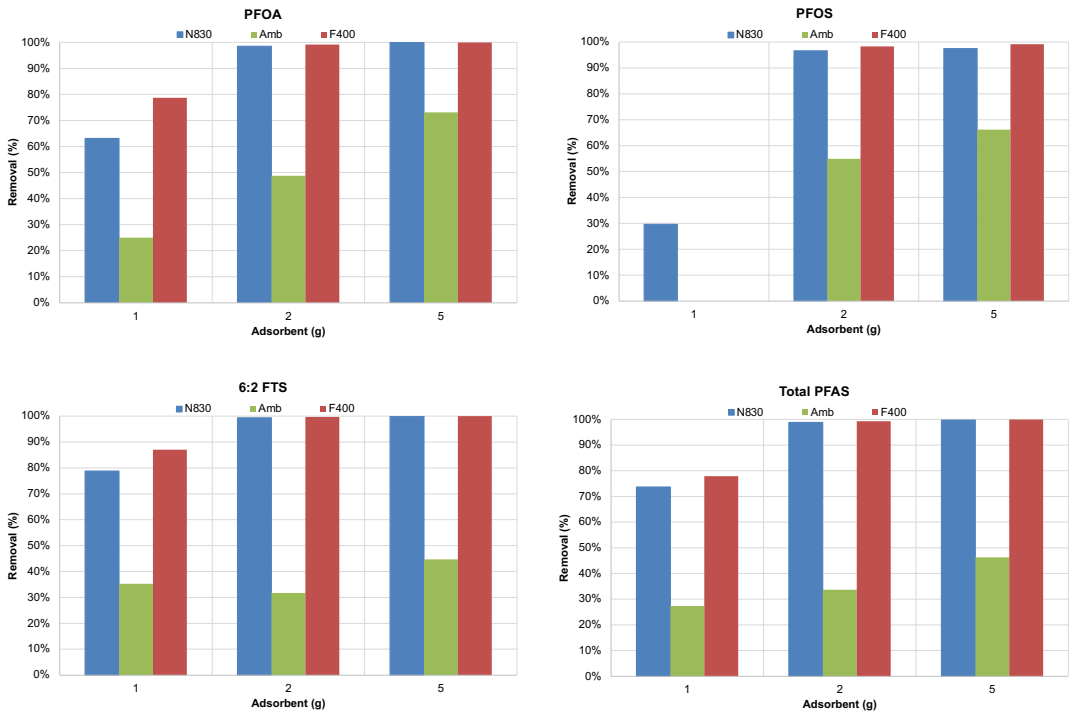 PFOA
N830 Amb F400
100%
90%
80%
70%
60%
50%
40%
30%
20%
10%
0%
Removal (%)
1 2 5
Adsorbent (g)
PFOS
N830 Amb F400
100%
90%
80%
70%
60%
50%
40%
30%
20%
10%
0%
Removal (%)
1 2 5
Adsorbent (g)
6:2 FTS
N830 Amb F400
100%
90%
80%
70%
60%
50%
40%
30%
20%
10%
0%
Removal (%)
1 2 5
Adsorbent (g)
Total PFAS
N830 Amb F400
100%
90%
80%
70%
60%
50%
40%
30%
20%
10%
0%
Removal (%)
1 2 5
Adsorbent (g)